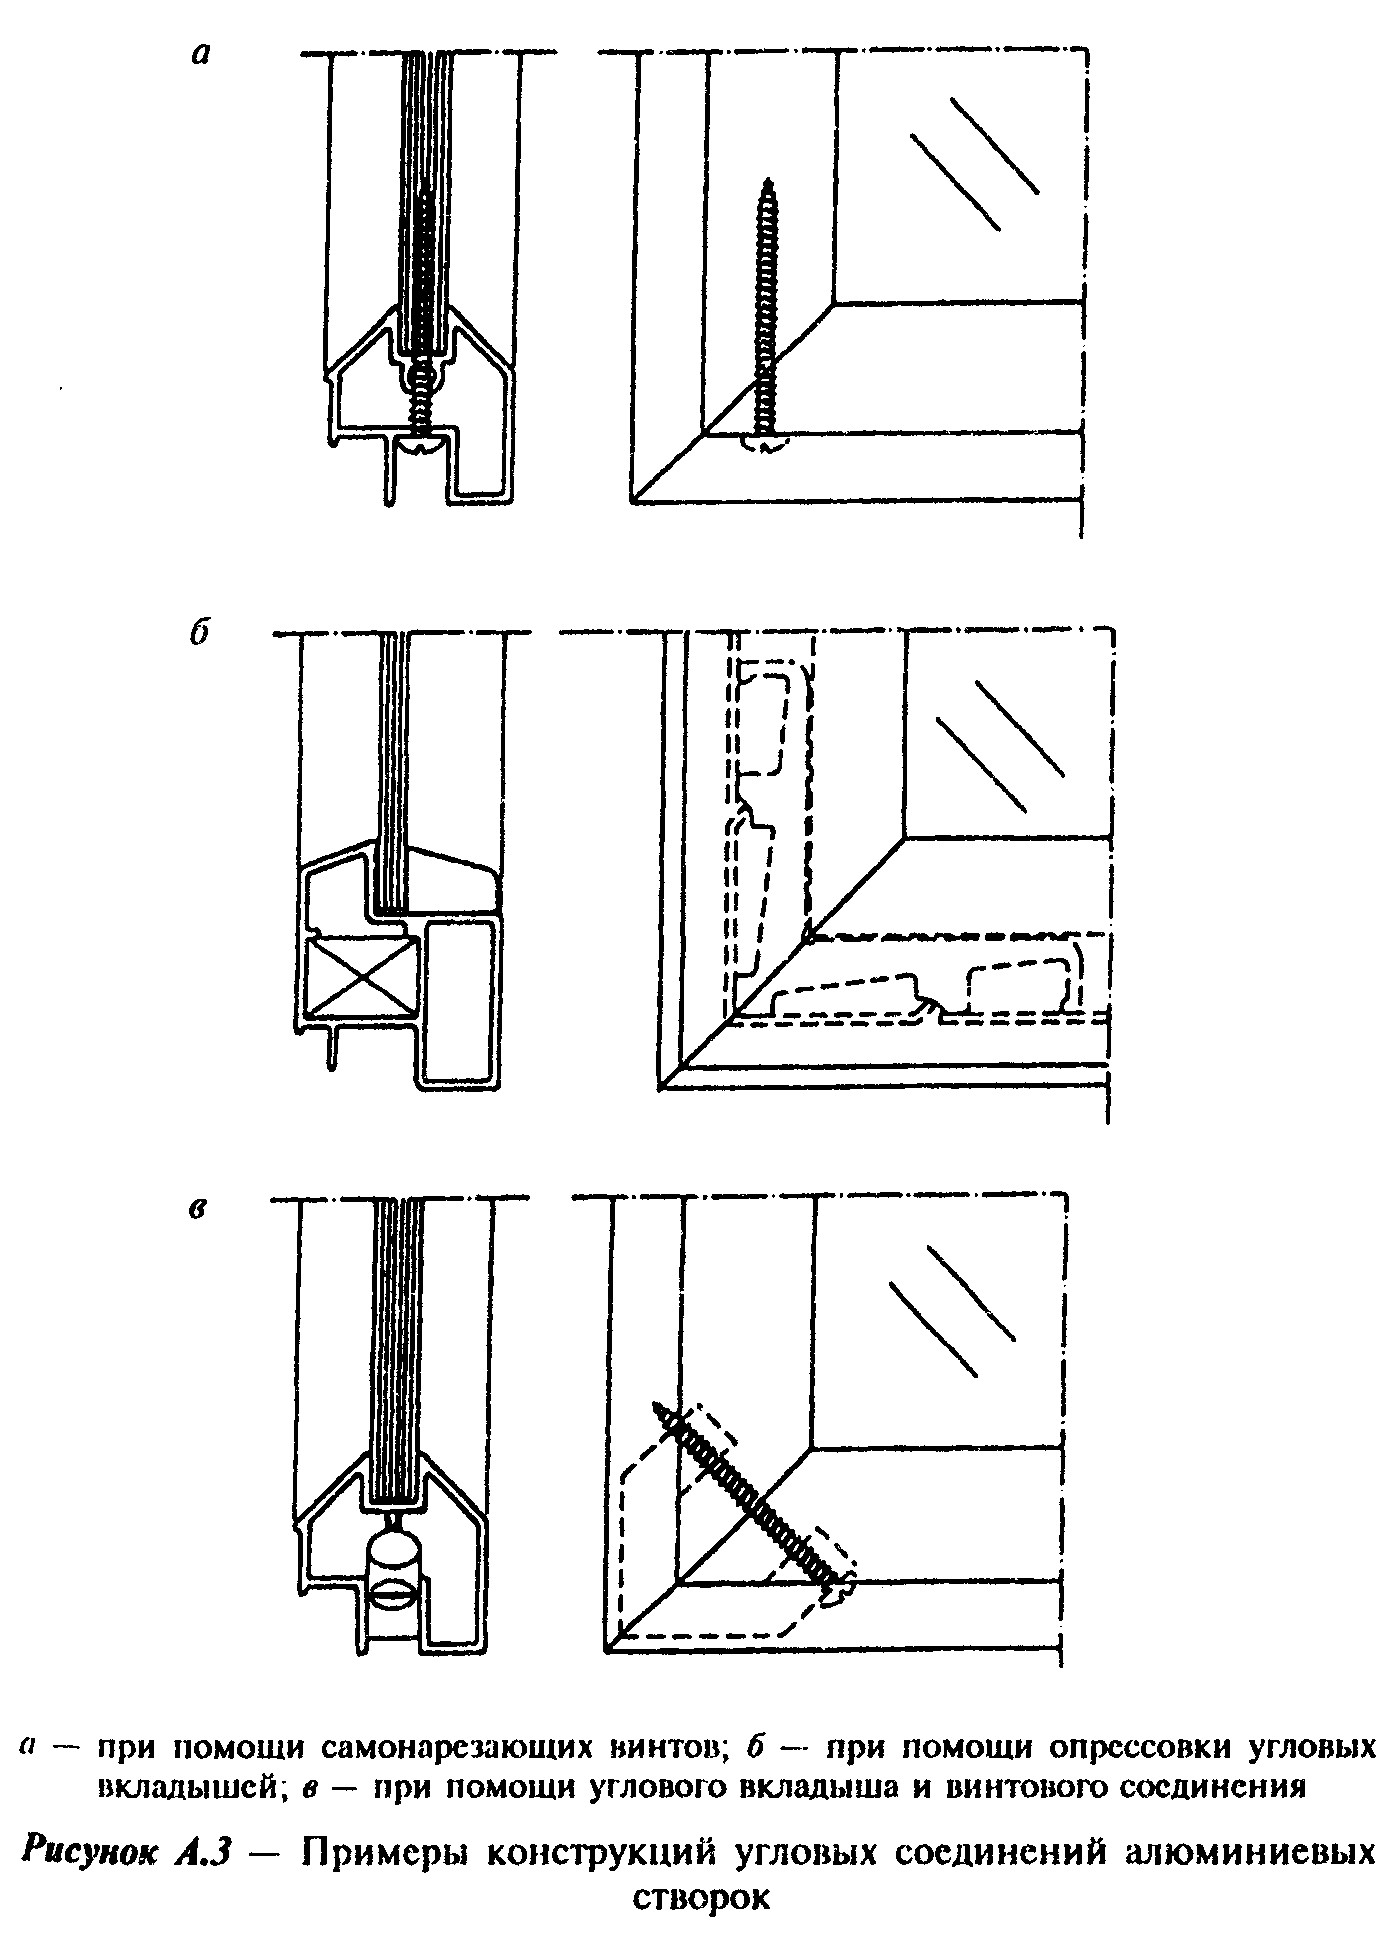 а
б
в
а — при помощи самонарезающих винтов; б — при помощи опрессовки угловых
вкладышей; в — при помощи углового вкладыша и винтового соединения
Рисунок А.3 — Примеры конструкций угловых соединений алюминиевых
створок